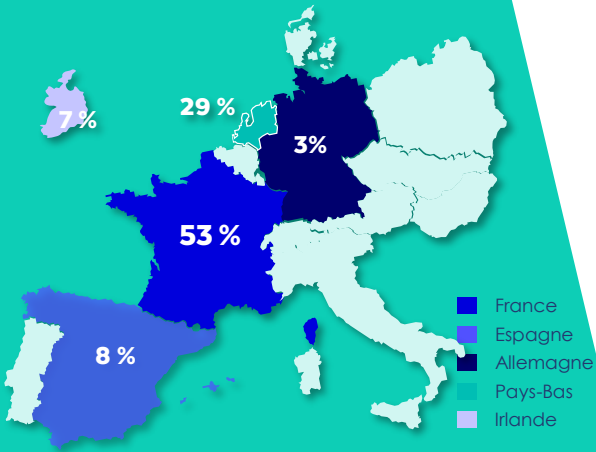 29 %
7 %
3%
53 %
8 %
France
Espagne
Allemagne
Pays-Bas
Irlande